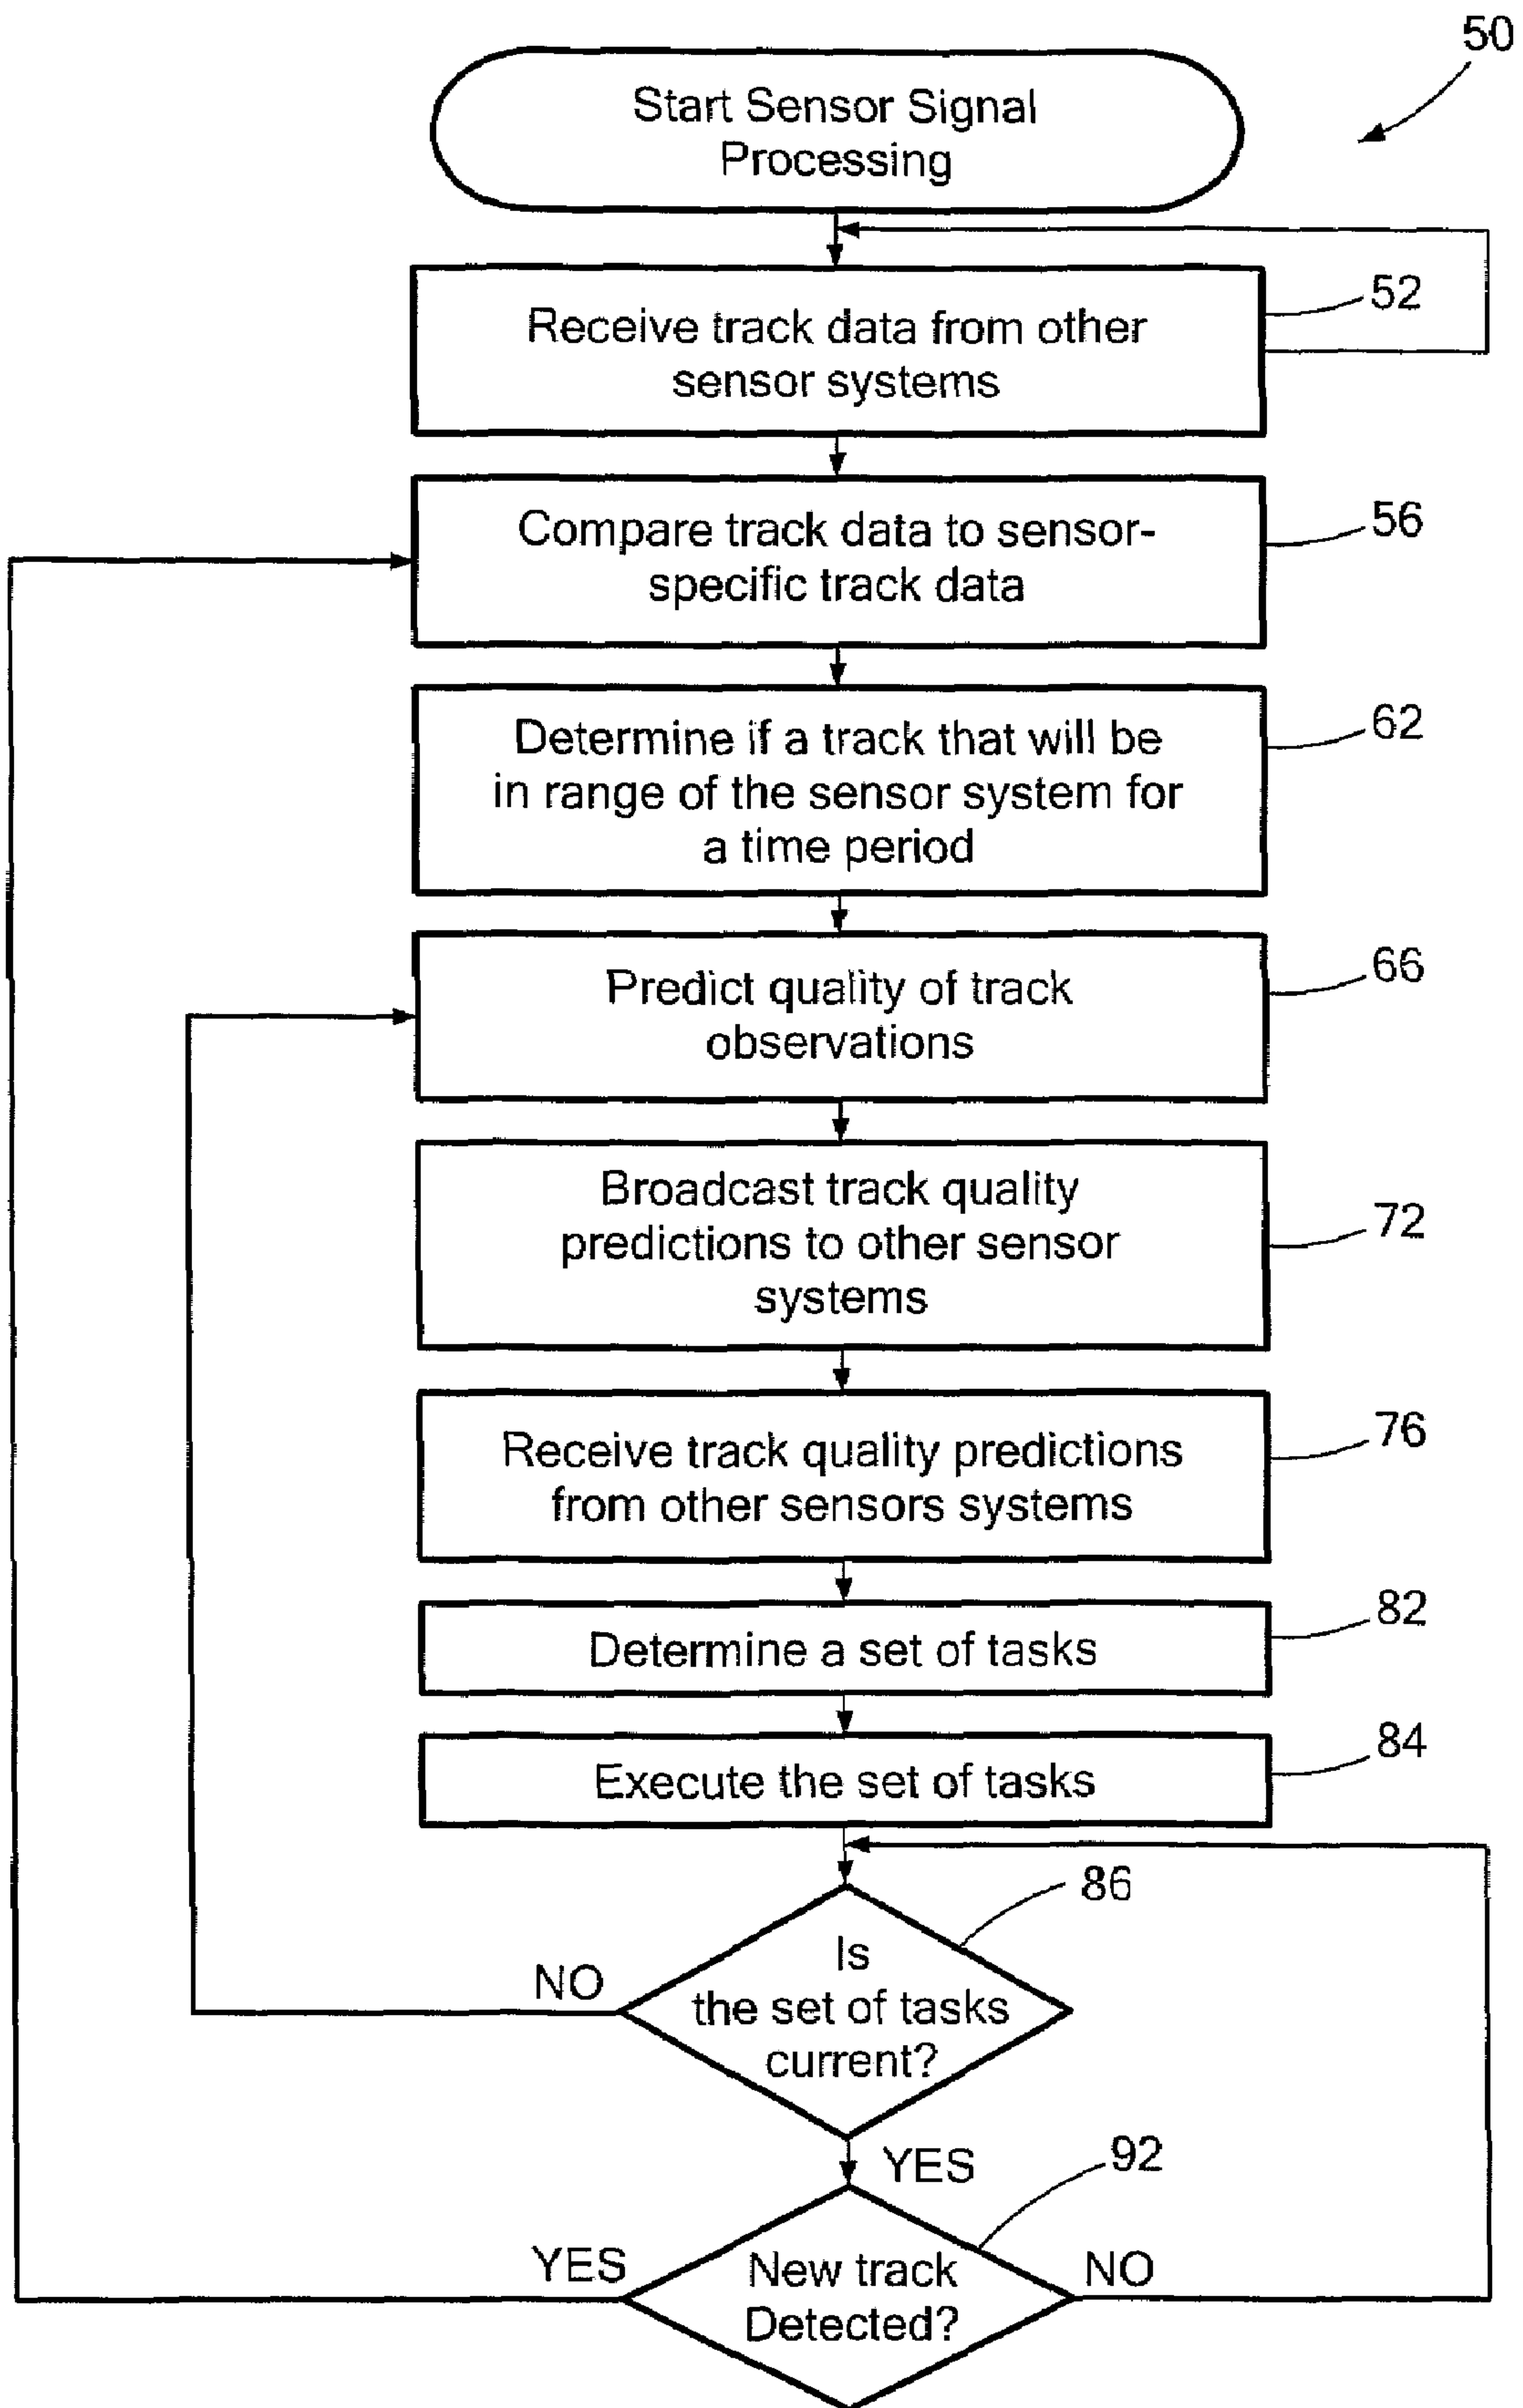 50
Start Sensor Signal
Processing
52
Receive track data from other
sensor systems
56
Compare track data to sensor-
specific track data
62
Determine if a track that will be
in range of the sensor system for
a time period
66
Predict quality of track
observations
72
Broadcast track quality
predictions to other sensor
systems
76
Receive track quality predictions
from other sensors systems
82
Determine a set of tasks
84
Execute the set of tasks
86
Is
the set of tasks
current?
NO
YES
92
New track
Detected?
YES
NO